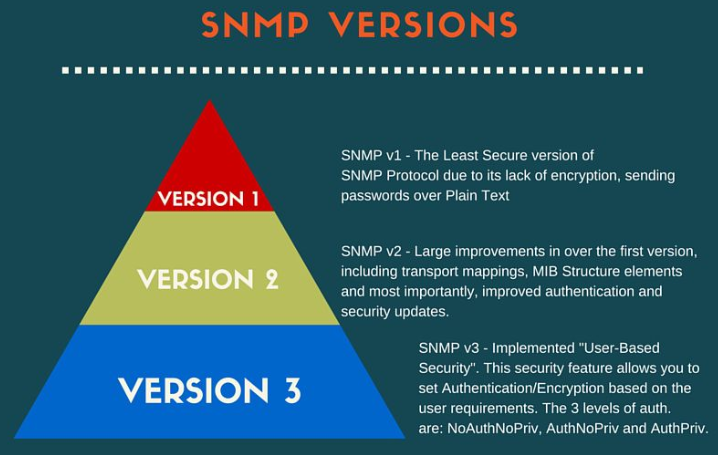 SNMP VERSIONS
VERSION 1
SNMP v1 - The Least Secure version of
SNMP Protocol due to its lack of encryption, sending
passwords over Plain Text
VERSION 2
SNMP v2 - Large improvements in over the first version,
including transport mappings, MIB Structure elements
and most importantly, improved authentication and
security updates.
VERSION 3
SNMP v3 - Implemented "User-Based
Security". This security feature allows you to
set Authentication/Encryption based on the
user requirements. The 3 levels of auth.
are: NoAuthNoPriv, AuthNoPriv and AuthPriv.